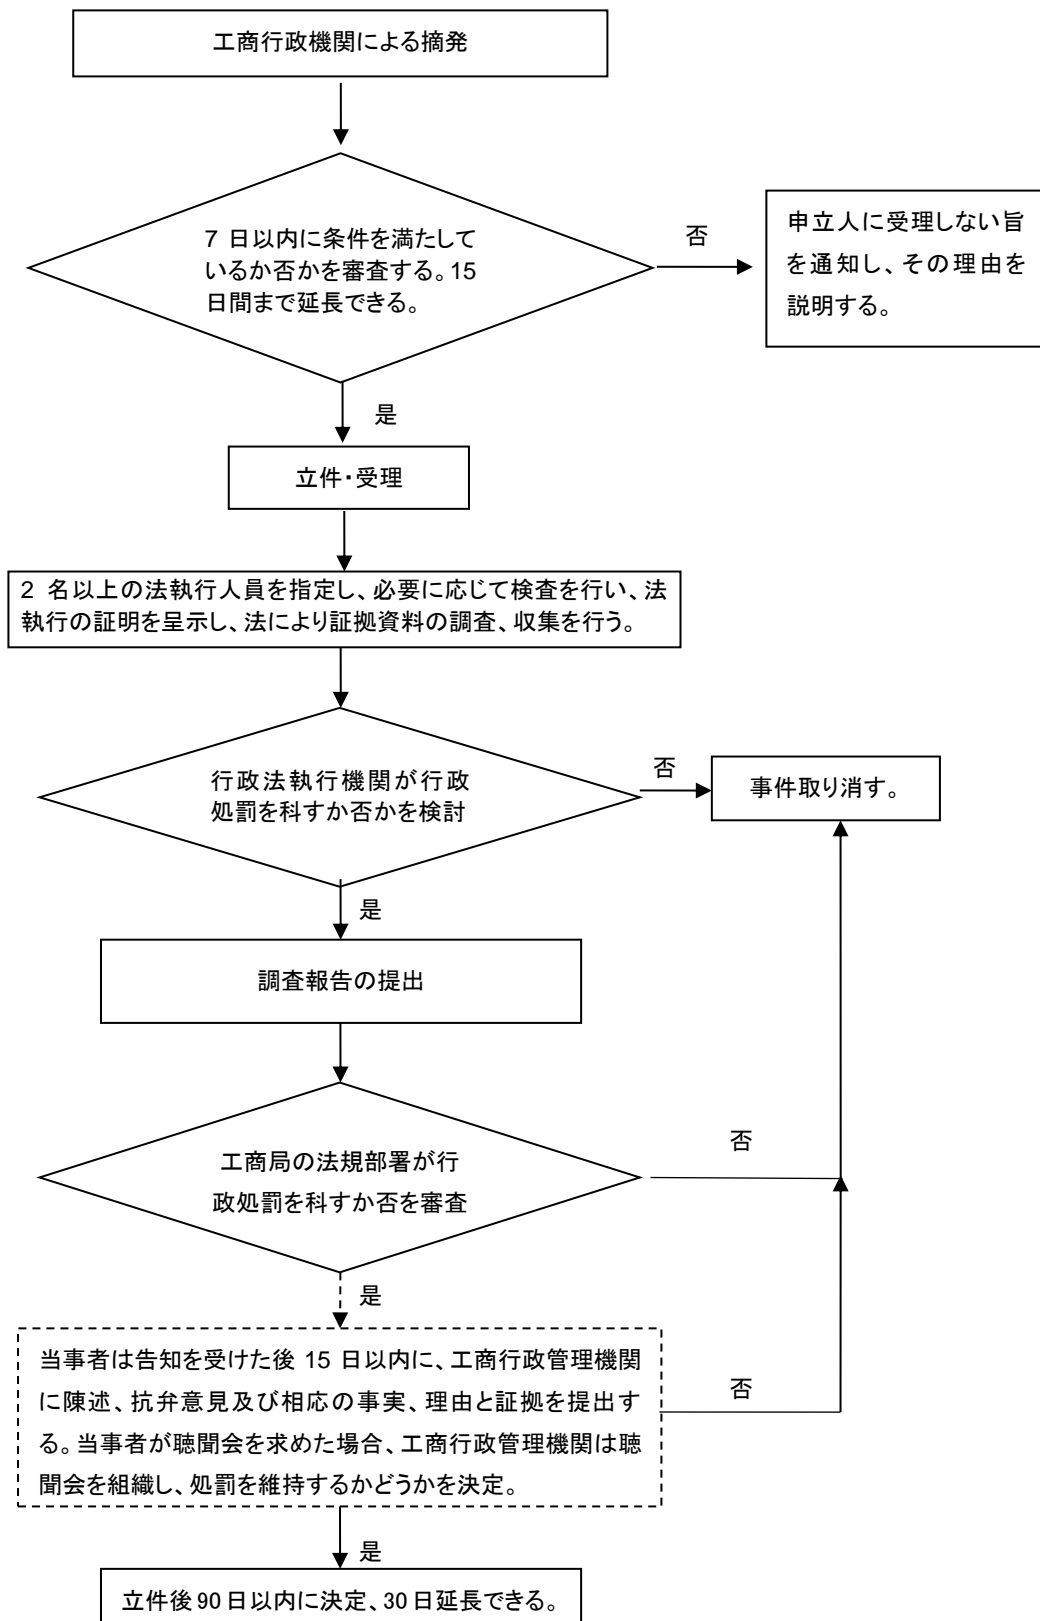 工商行政機関による摘発
7 日以内に条件を満たして
いるか否かを審査する。15
日間まで延長できる。
否
申立人に受理しない旨
を通知し、その理由を
説明する。
是
立件・受理
2 名以上の法執行人員を指定し、必要に応じて検査を行い、法
執行の証明を呈示し、法により証拠資料の調査、収集を行う。
行政法執行機関が行政
処罰を科すか否かを検討
否
事件取り消す。
是
調査報告の提出
工商局の法規部署が行
政処罰を科すか否を審査
否
是
当事者は告知を受けた後 15 日以内に、工商行政管理機関
に陳述、抗弁意見及び相応の事実、理由と証拠を提出す
る。当事者が聴聞会を求めた場合、工商行政管理機関は聴
聞会を組織し、処罰を維持するかどうかを決定。
否
是
立件後 90 日以内に決定、30 日延長できる。